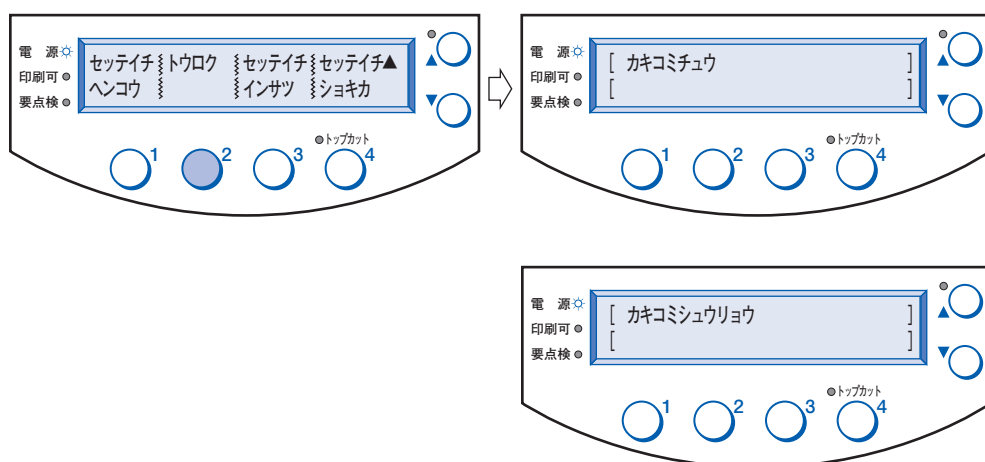 電 源
印刷可
要点検
セッテイチ トウロク セッテイチ セッテイチ▲
ヘンコウ インサツ ショキカ
トップカット
1 2 3 4
▲
▼
電 源
印刷可
要点検
[ カキコミチュウ ]
[ ]
トップカット
1 2 3 4
▲
▼
電 源
印刷可
要点検
[ カキコミシュウリョウ ]
[ ]
トップカット
1 2 3 4
▲
▼